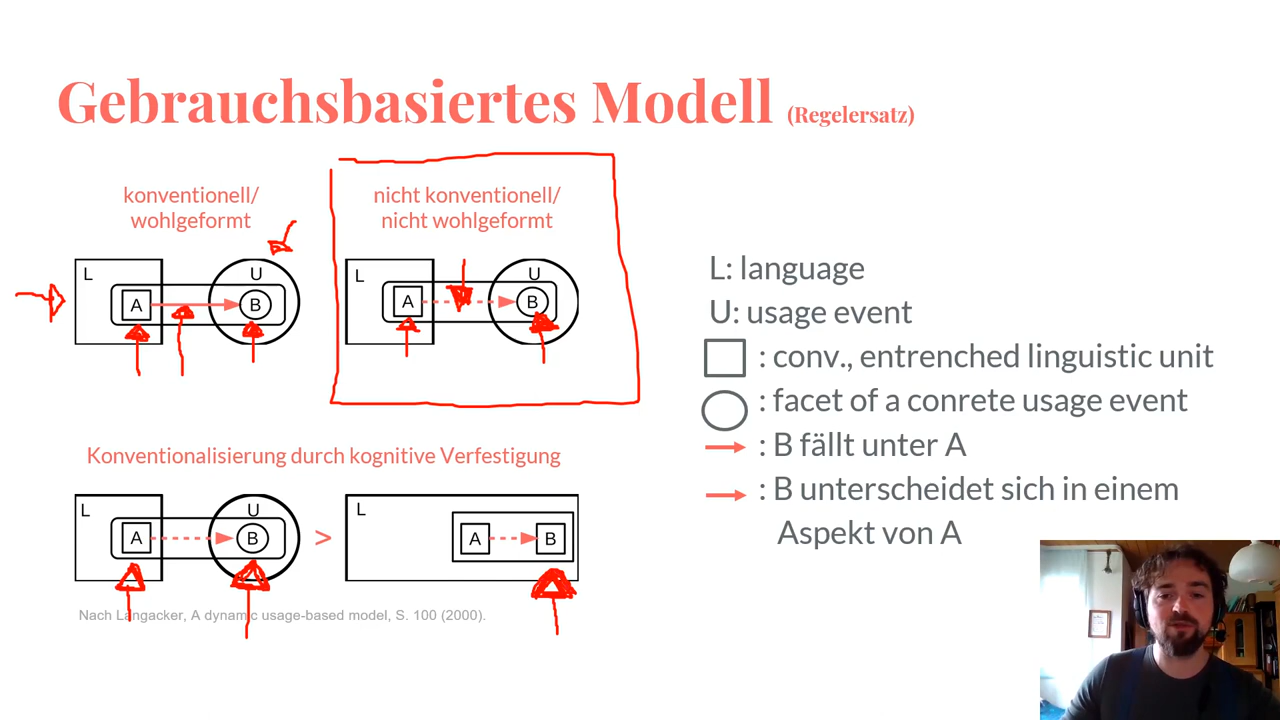 Gebrauchsbasiertes Modell (Regelersatz)
konventionell/
wohlgeformt
L
A
U
B
nicht konventionell/
nicht wohlgeformt
L
A
U
B
Konventionalisierung durch kognitive Verfestigung
L
A
U
B
>
L
A
B
Nach Langacker, A dynamic usage-based model, S. 100 (2000).
L: language
U: usage event
: conv., entrenched linguistic unit
: facet of a conrete usage event
: B fällt unter A
: B unterscheidet sich in einem
Aspekt von A